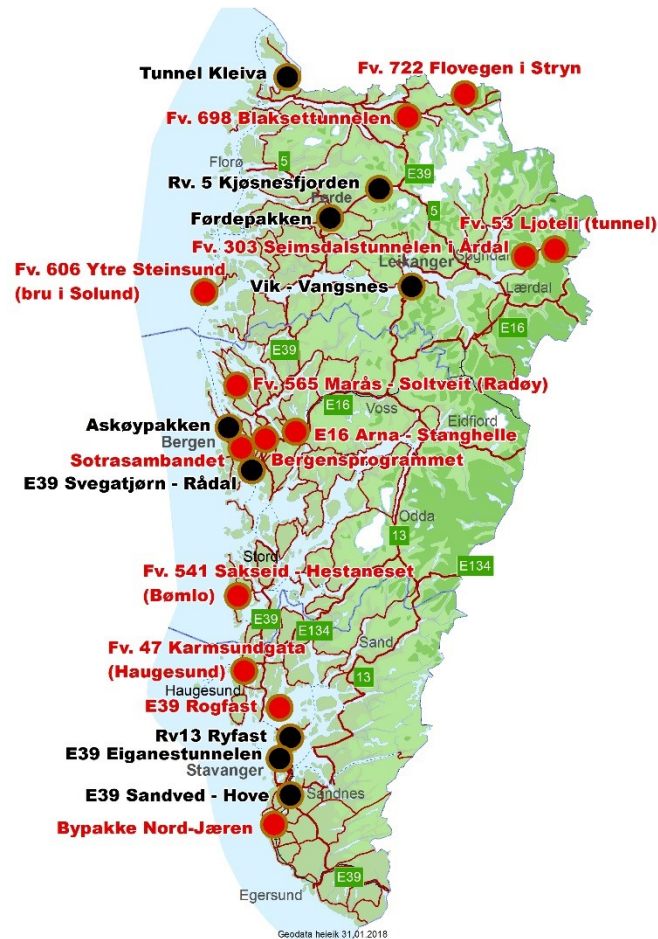 Tunnel Kleiva
Fv. 722 Flovegen i Stryn
Fv. 698 Blaksettunnelen
Florø
5
E39
Rv. 5 Kjøsnesfjorden
Førde
Førdepakken
5
Fv. 53 Ljoteli (tunnel)
Fv. 303 Seimsdalstunnelen i Årdal
Sogndal
Leikanger
Fv. 606 Ytre Steinsund
(bru i Solund)
Vik - Vangsnes
Lærdal
E16
E39
Fv. 565 Marås - Soltveit (Radøy)
E16
Voss
Eidfjord
Askøypakken
Bergen
E16 Arna - Stanghelle
Sotrasambandet
Bergensprogrammet
E39 Svegatjørn - Rådal
Odda
13
Stord
E134
Fv. 541 Sakseid - Hestaneset
(Bømlo)
E39
E134
Sand
Fv. 47 Karmsundgata
(Haugesund)
13
Haugesund
E39 Rogfast
Rv13 Ryfast
E39 Eiganestunnelen
Stavanger
E39 Sandved - Hove
Sandnes
Bypakke Nord-Jæren
E39
Egersund
Geodata heieik 31.01.2018